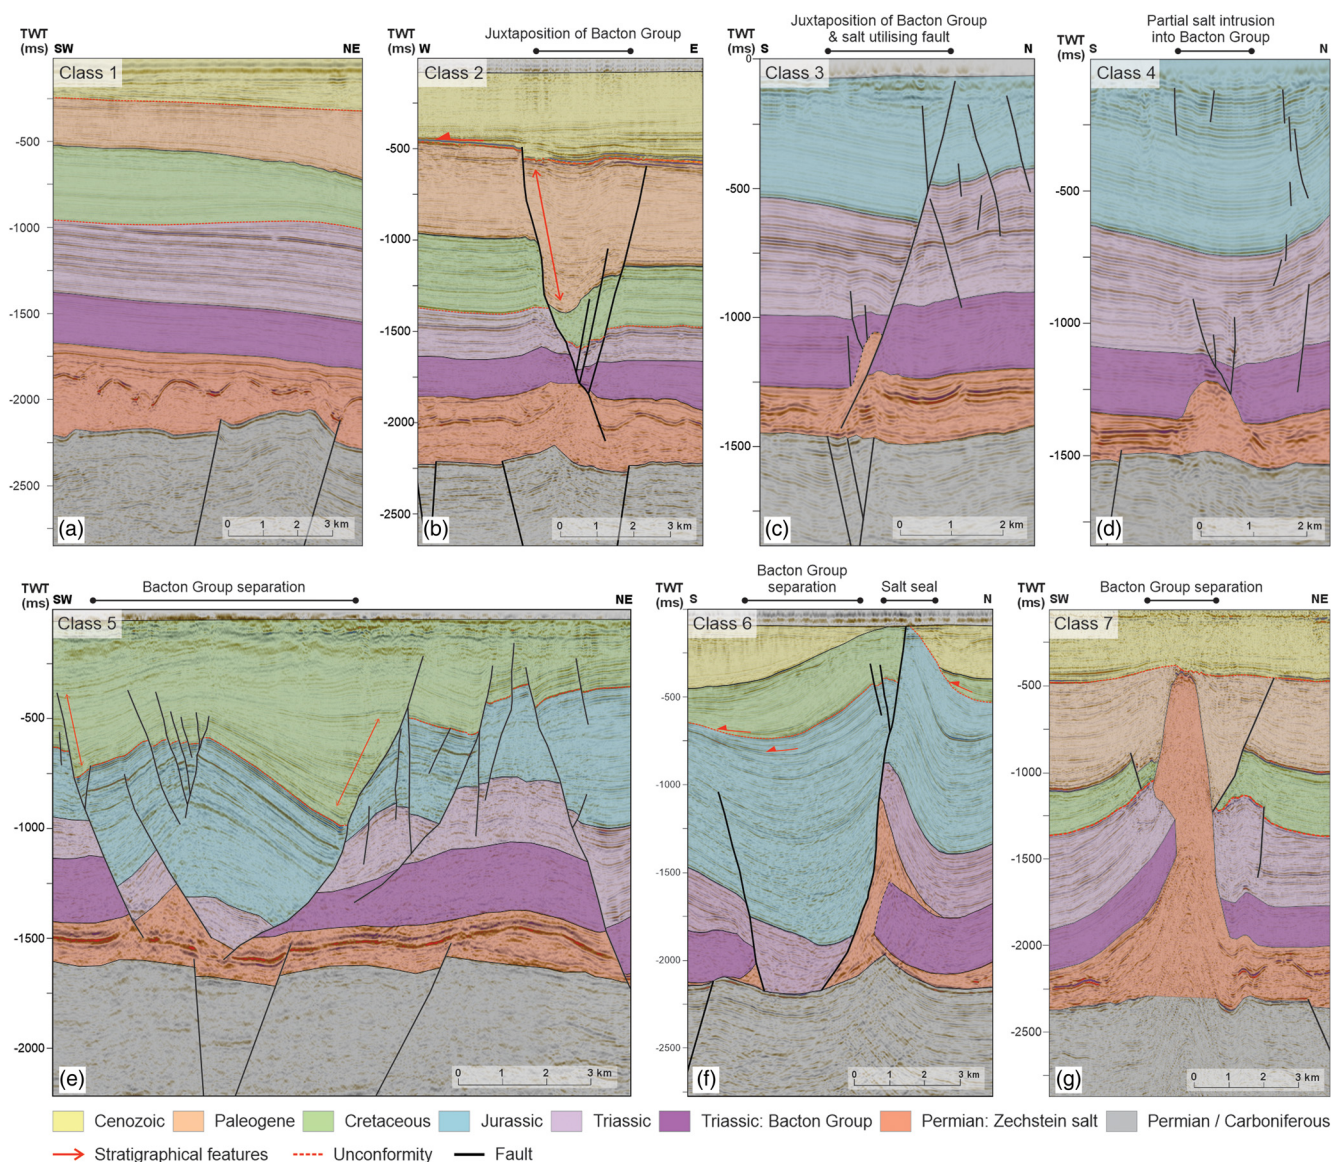 TWT
(ms)
SW
NE
Class 1
-500
-1000
-1500
-2000
-2500
0 1 2 3 km
(a)
Juxtaposition of Bacton Group
TWT
(ms)
W
E
Class 2
-500
-1000
-1500
-2000
-2500
0 1 2 3 km
(b)
Juxtaposition of Bacton Group
& salt utilising fault
TWT
(ms)
S
N
0
Class 3
-500
-1000
-1500
0 1 2 km
(c)
Partial salt intrusion
into Bacton Group
TWT
(ms)
S
N
Class 4
-500
-1000
-1500
0 1 2 km
(d)
Bacton Group separation
TWT
(ms)
SW
NE
Class 5
-500
-1000
-1500
-2000
0 1 2 3 km
(e)
Bacton Group
separation
Salt seal
TWT
(ms)
S
N
Class 6
-500
-1000
-1500
-2000
-2500
0 1 2 3 km
(f)
Bacton Group separation
TWT
(ms)
SW
NE
Class 7
-500
-1000
-1500
-2000
-2500
0 1 2 3 km
(g)
Cenozoic Paleogene Cretaceous Jurassic Triassic Triassic: Bacton Group Permian: Zechstein salt Permian / Carboniferous
Stratigraphical features Unconformity Fault